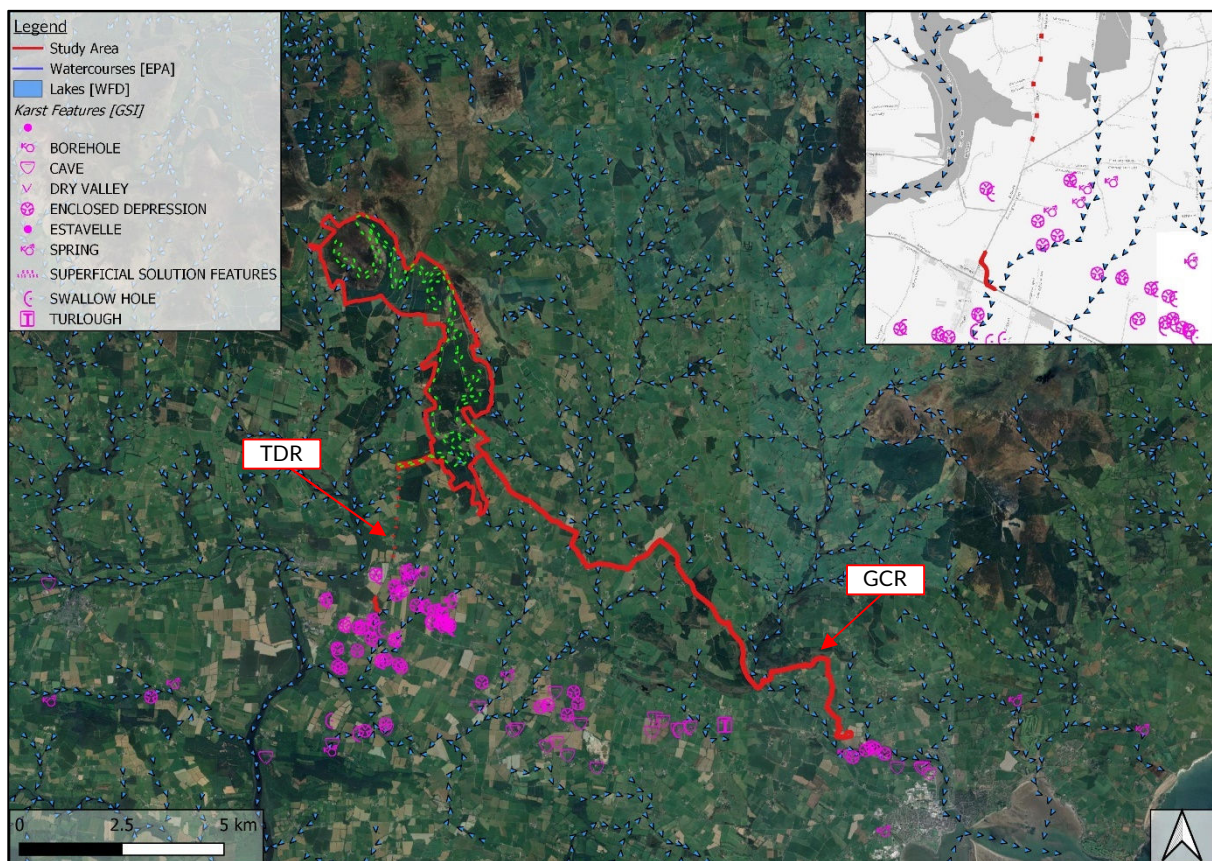 Legend
Study Area
Watercourses [EPA]
Lakes [WFD]
Karst Features [GSI]
BOREHOLE
CAVE
DRY VALLEY
ENCLOSED DEPRESSION
ESTAVELLE
SPRING
SUPERFICIAL SOLUTION FEATURES
SWALLOW HOLE
TURLOUGH
TDR
GCR
0 2.5 5 km